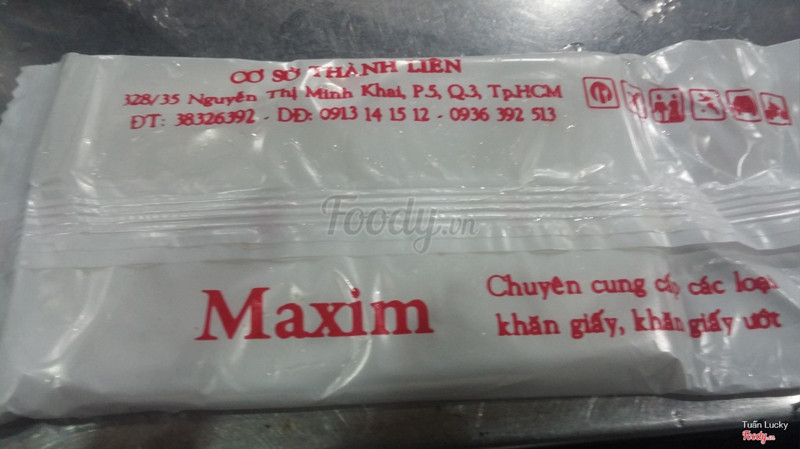 CƠ SỞ THÀNH LIÊN
328/35 Nguyễn Thị Minh Khai, P.5, Q.3, Tp.HCM
ĐT: 38326392 - DĐ: 0913 14 15 12 - 0936 392 513
Foody.vn
Maxim
Chuyên cung cấp các loại
khăn giấy, khăn giấy ướt
Tuấn Lucky
Foody.vn